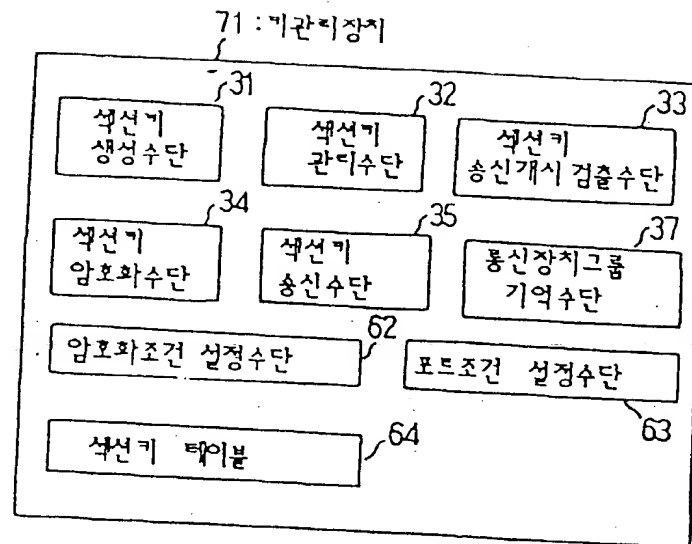 71 : 키관리장치
31
32
33
섹션키
생성수단
섹션키
관리수단
섹션키
송신개시 검출수단
34
35
37
섹션키
암호화수단
섹션키
송신수단
통신장치그룹
기억수단
62
암호화조건 설정수단
포트조건 설정수단
63
섹션키 테이블
64